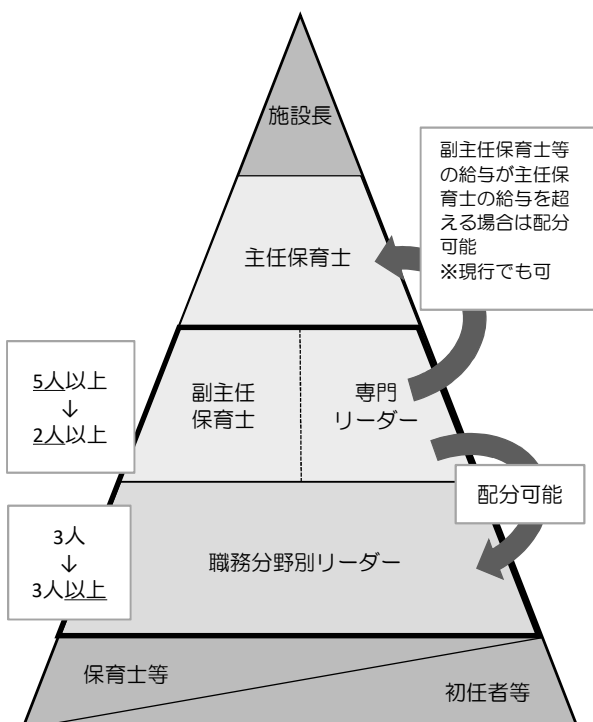 施設長
副主任保育士等
の給与が主任保
育士の給与を超
える場合は配分
可能
※現行でも可
主任保育士
5人以上
↓
2人以上
副主任
保育士
専門
リーダー
配分可能
3人
↓
3人以上
職務分野別リーダー
保育士等
初任者等